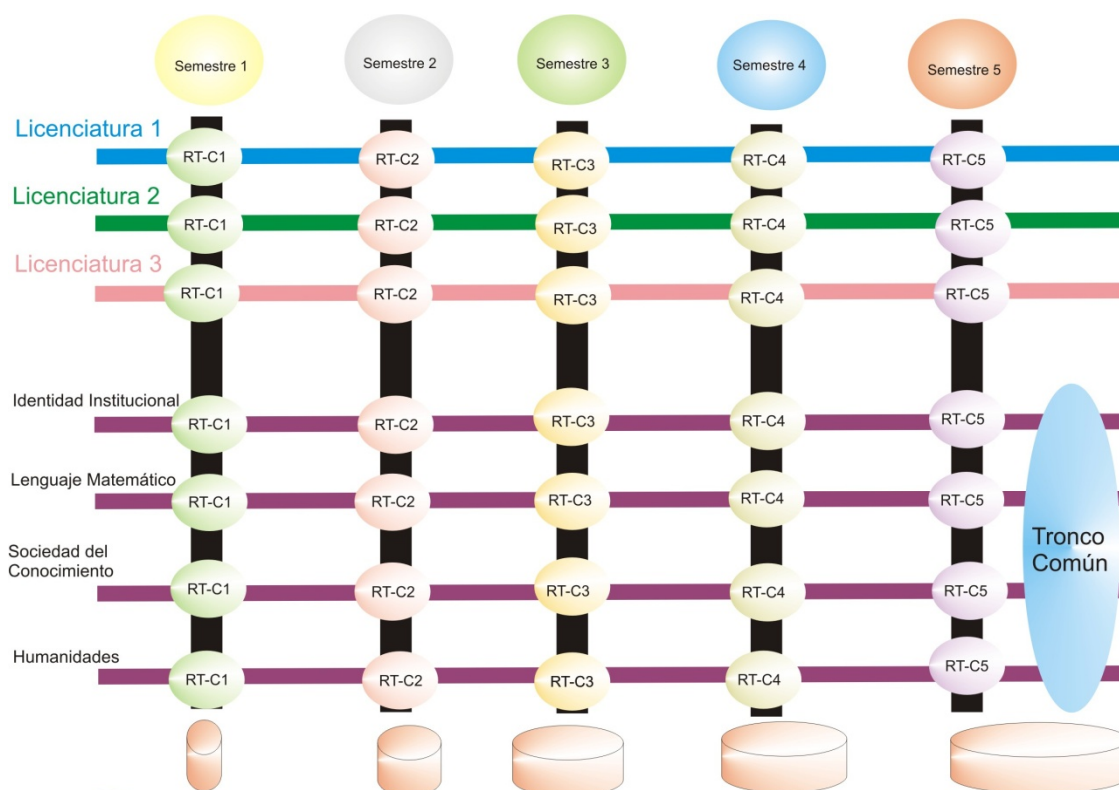 Semestre 1
Semestre 2
Semestre 3
Semestre 4
Semestre 5
Licenciatura 1
RT-C1
RT-C2
RT-C3
RT-C4
RT-C5
Licenciatura 2
RT-C1
RT-C2
RT-C3
RT-C4
RT-C5
Licenciatura 3
RT-C1
RT-C2
RT-C3
RT-C4
RT-C5
Identidad Institucional
RT-C1
RT-C2
RT-C3
RT-C4
RT-C5
Lenguaje Matemático
RT-C1
RT-C2
RT-C3
RT-C4
RT-C5
Sociedad del
Conocimiento
RT-C1
RT-C2
RT-C3
RT-C4
RT-C5
Humanidades
RT-C1
RT-C2
RT-C3
RT-C4
RT-C5
Tronco
Común